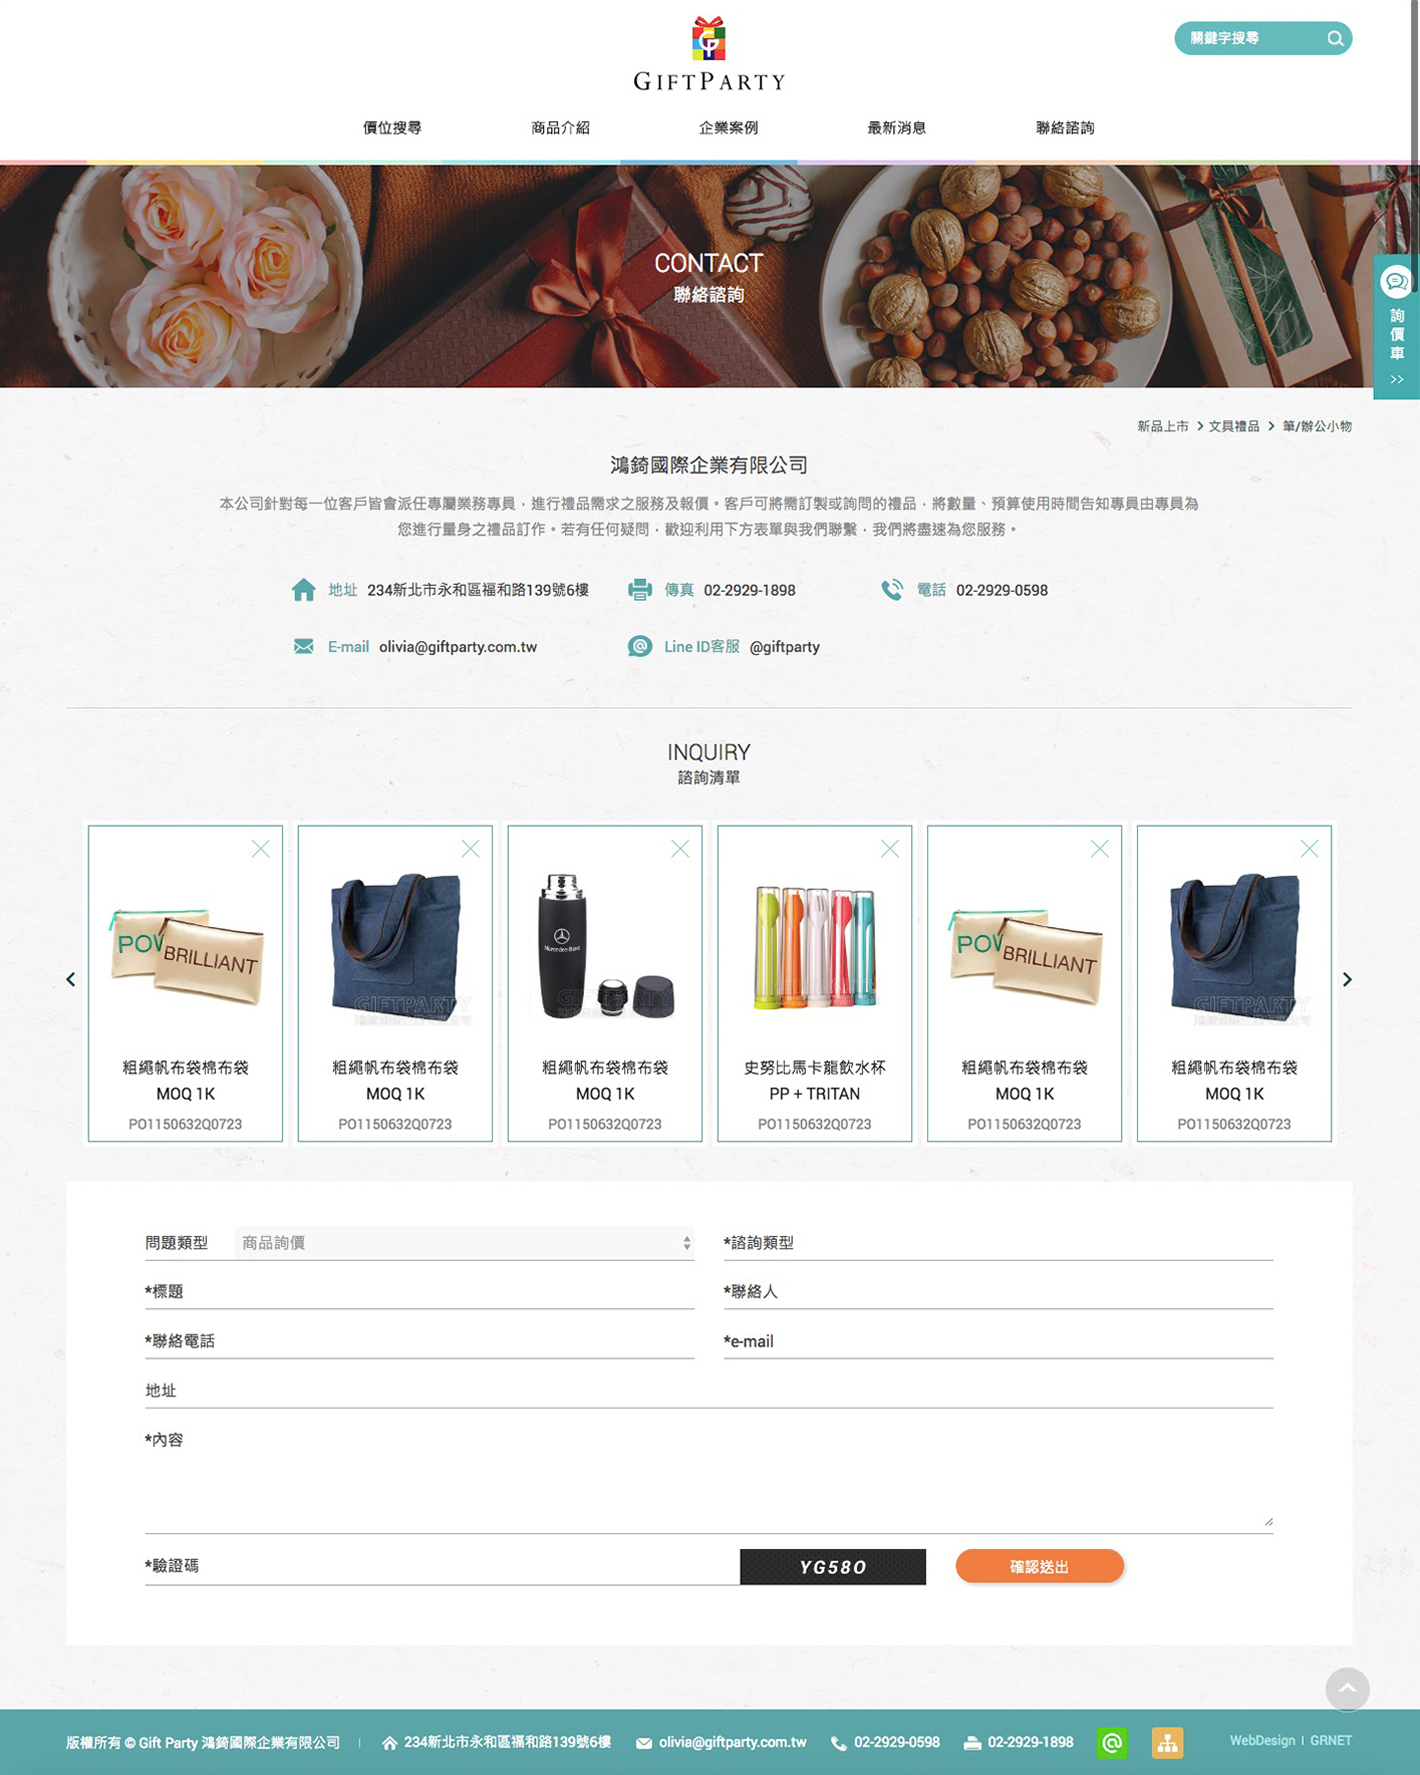 GIFTPARTY
關鍵字搜尋
價位搜尋
商品介紹
企業案例
最新消息
聯絡諮詢
CONTACT
聯絡諮詢
詢價車
>>
新品上市 > 文具禮品 > 筆/辦公小物
鴻錡國際企業有限公司
本公司針對每一位客戶皆會派任專屬業務專員，進行禮品需求之服務及報價。客戶可將需訂製或詢問的禮品，將數量、預算使用時間告知專員由專員為
您進行量身之禮品訂作。若有任何疑問，歡迎利用下方表單與我們聯繫，我們將盡速為您服務。
地址 234新北市永和區福和路139號6樓
傳真 02-2929-1898
電話 02-2929-0598
E-mail olivia@giftparty.com.tw
Line ID客服 @giftparty
INQUIRY
諮詢清單
POW
BRILLIANT
粗繩帆布袋棉布袋
MOQ 1K
PO1150632Q0723
GIFTPARTY
粗繩帆布袋棉布袋
MOQ 1K
PO1150632Q0723
Mercedes-Benz
GIFTPARTY
粗繩帆布袋棉布袋
MOQ 1K
PO1150632Q0723
GIFTPARTY
史努比馬卡龍飲水杯
PP + TRITAN
PO1150632Q0723
POW
BRILLIANT
粗繩帆布袋棉布袋
MOQ 1K
PO1150632Q0723
GIFTPARTY
粗繩帆布袋棉布袋
MOQ 1K
PO1150632Q0723
問題類型 商品詢價
*諮詢類型
*標題
*聯絡人
*聯絡電話
*e-mail
地址
*內容
*驗證碼
YG58O
確認送出
版權所有 © Gift Party 鴻錡國際企業有限公司 | 234新北市永和區福和路139號6樓 olivia@giftparty.com.tw 02-2929-0598 02-2929-1898 WebDesign | GRNET